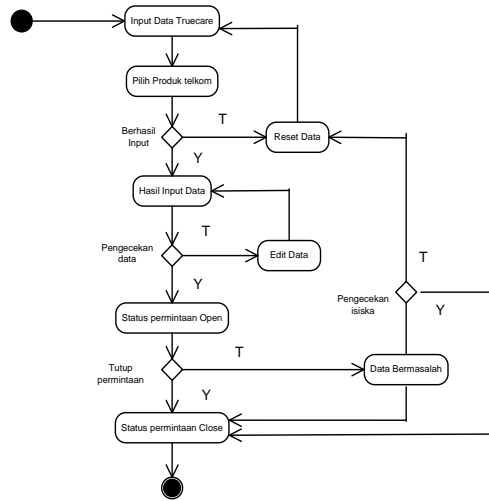 Input Data Truecare
Pilih Produk telkom
Berhasil
Input
T
Reset Data
Y
Hasil Input Data
T
Pengecekan
data
Edit Data
Y
T
Pengecekan
isiska
Y
Status permintaan Open
Tutup
permintaan
T
Data Bermasalah
Y
Status permintaan Close